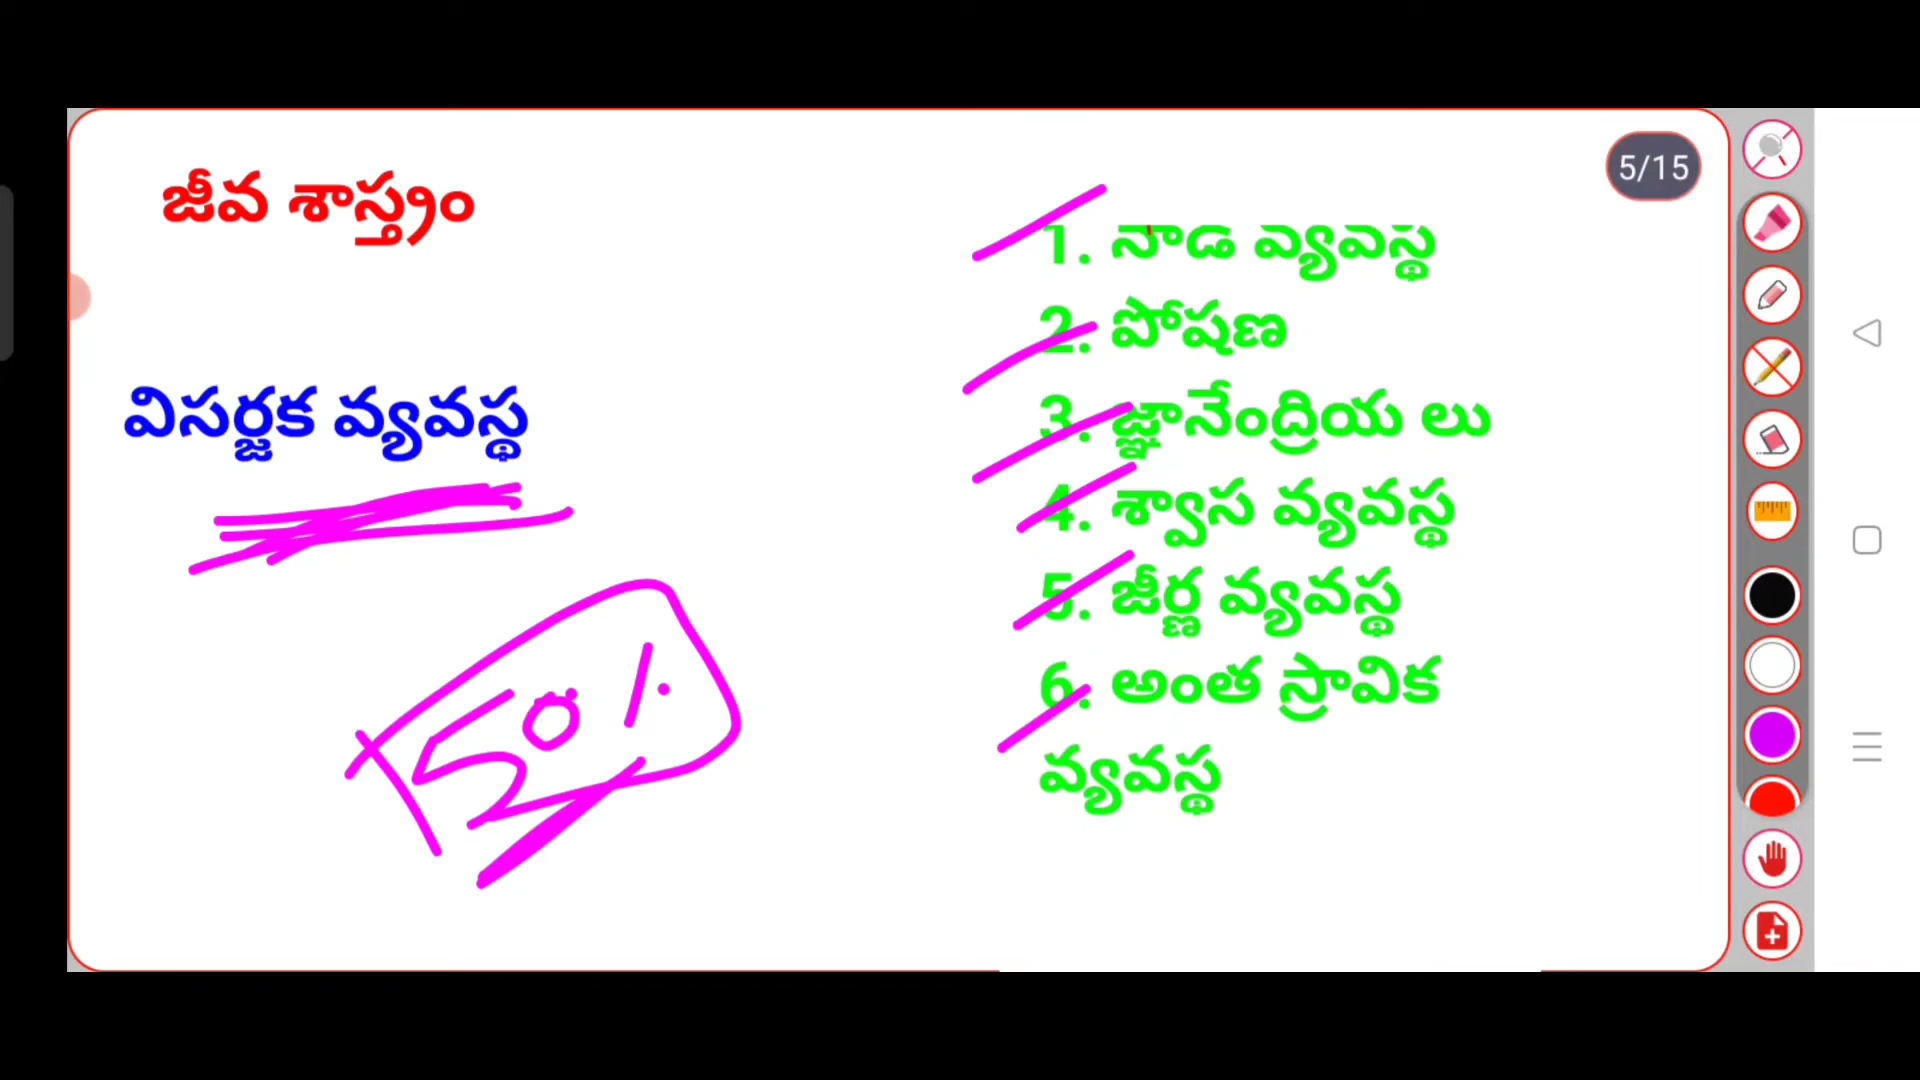 జీవ శాస్త్రం
5/15
విసర్జక వ్యవస్థ
50%
1. నాడీ వ్యవస్థ
2. పోషణ
3. జ్ఞానేంద్రియ లు
4. శ్వాస వ్యవస్థ
5. జీర్ణ వ్యవస్థ
6. అంత స్రావిక
వ్యవస్థ